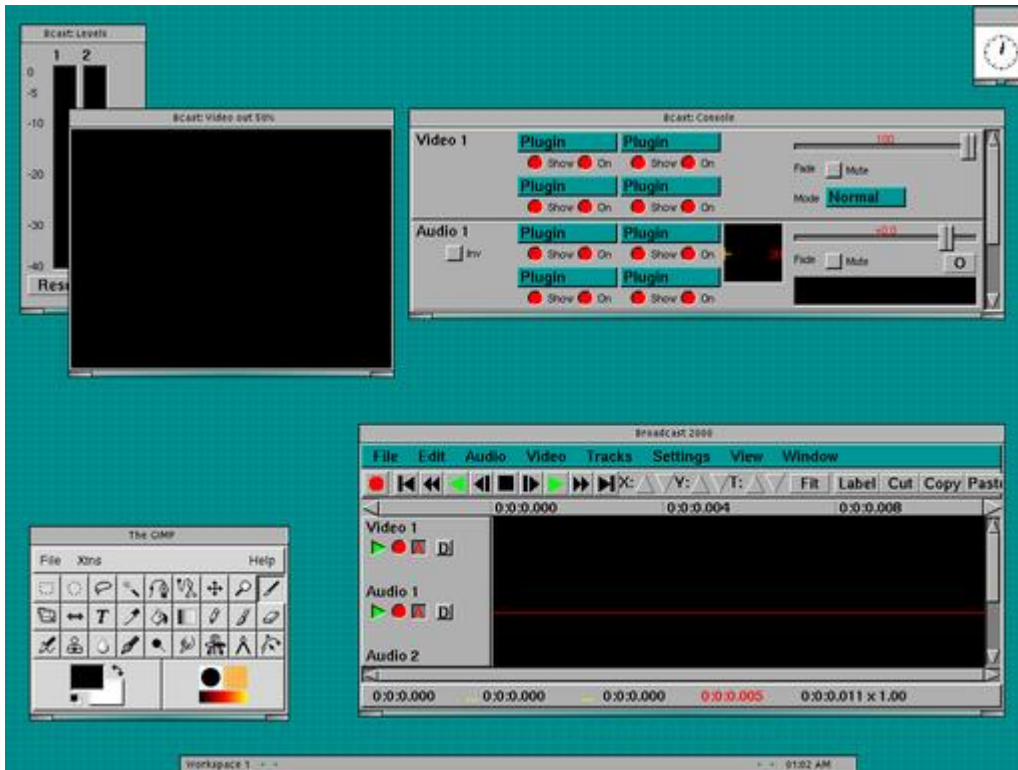 Bcast: Levels
1 2
0
-5
-10
-20
-30
-40
Bcast: Video out 50%
Bcast: Console
Video 1
Plugin Plugin
Show On Show On
Plugin Plugin
Show On Show On
100
Fade Mute
Mode Normal
Audio 1
Inv
Plugin Plugin
Show On Show On
Plugin Plugin
Show On Show On
+0.0
Fade Mute O
Broadcast 2000
File Edit Audio Video Tracks Settings View Window
X: Y: T: Fit Label Cut Copy Paste
0:0:0.000 0:0:0.004 0:0:0.008
Video 1
D
Audio 1
D
Audio 2
0:0:0.000 0:0:0.000 0:0:0.000 0:0:0.005 0:0:0.011 x 1.00
The GIMP
File Xtns Help
T
Workspace 1
01:02 AM